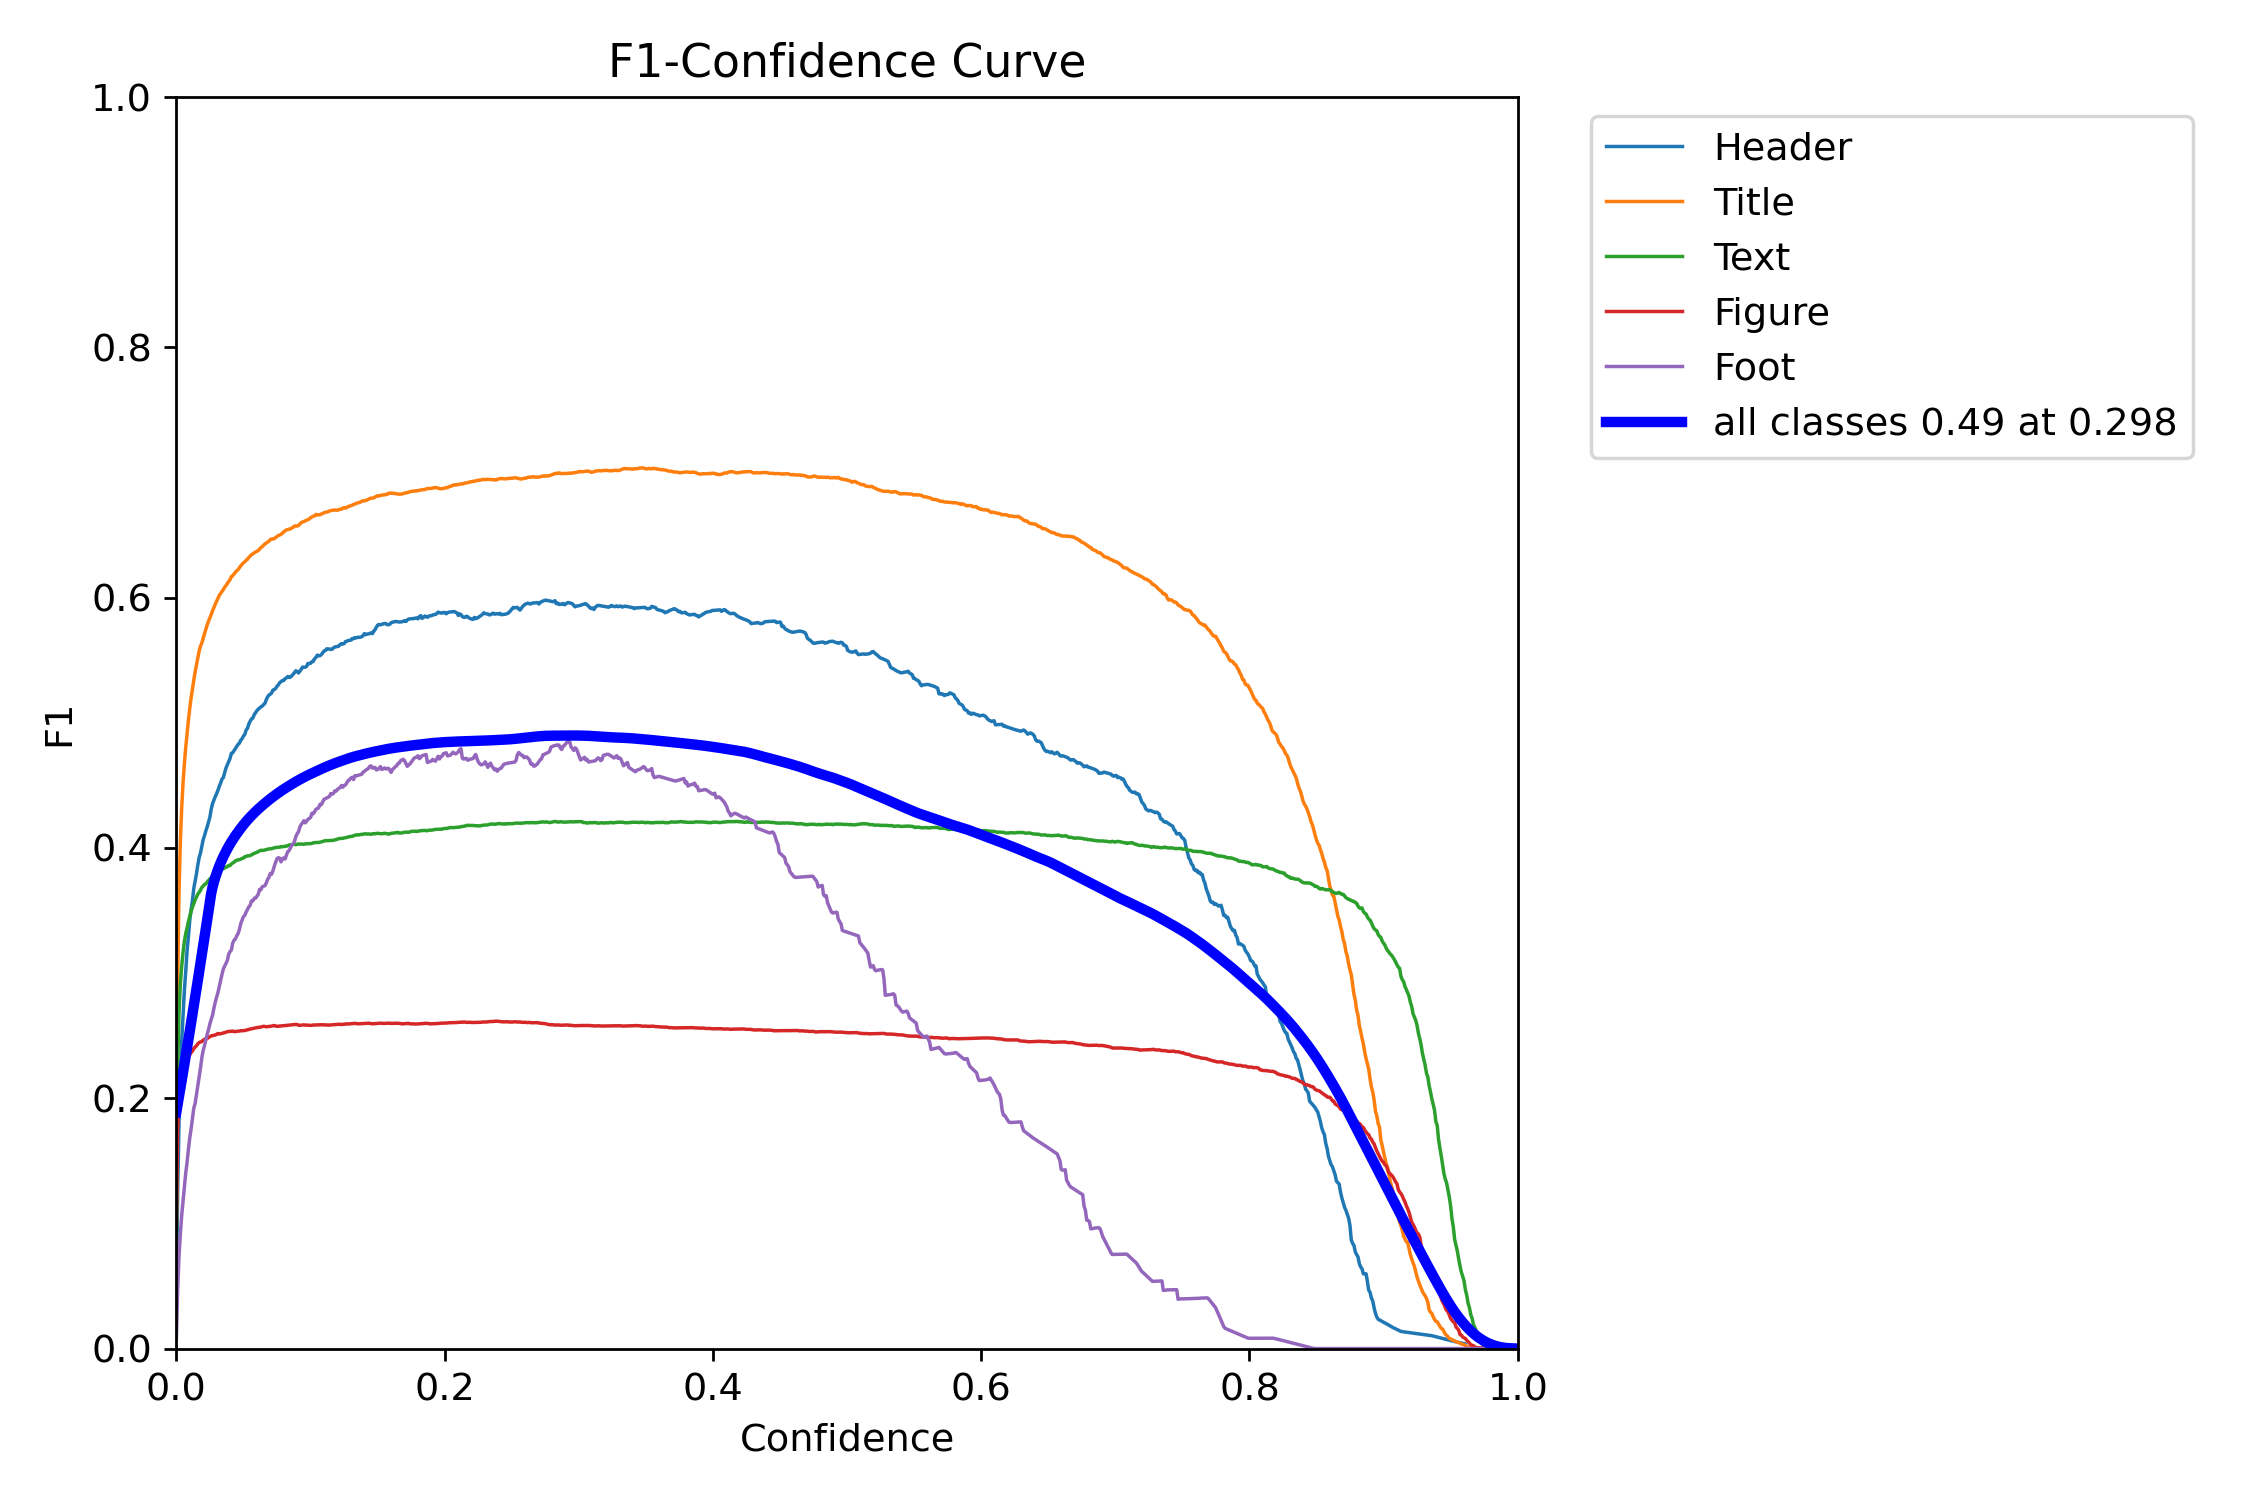 F1-Confidence Curve
1.0
0.8
0.6
0.4
0.2
0.0
F1
0.0 0.2 0.4 0.6 0.8 1.0
Confidence
Header
Title
Text
Figure
Foot
all classes 0.49 at 0.298